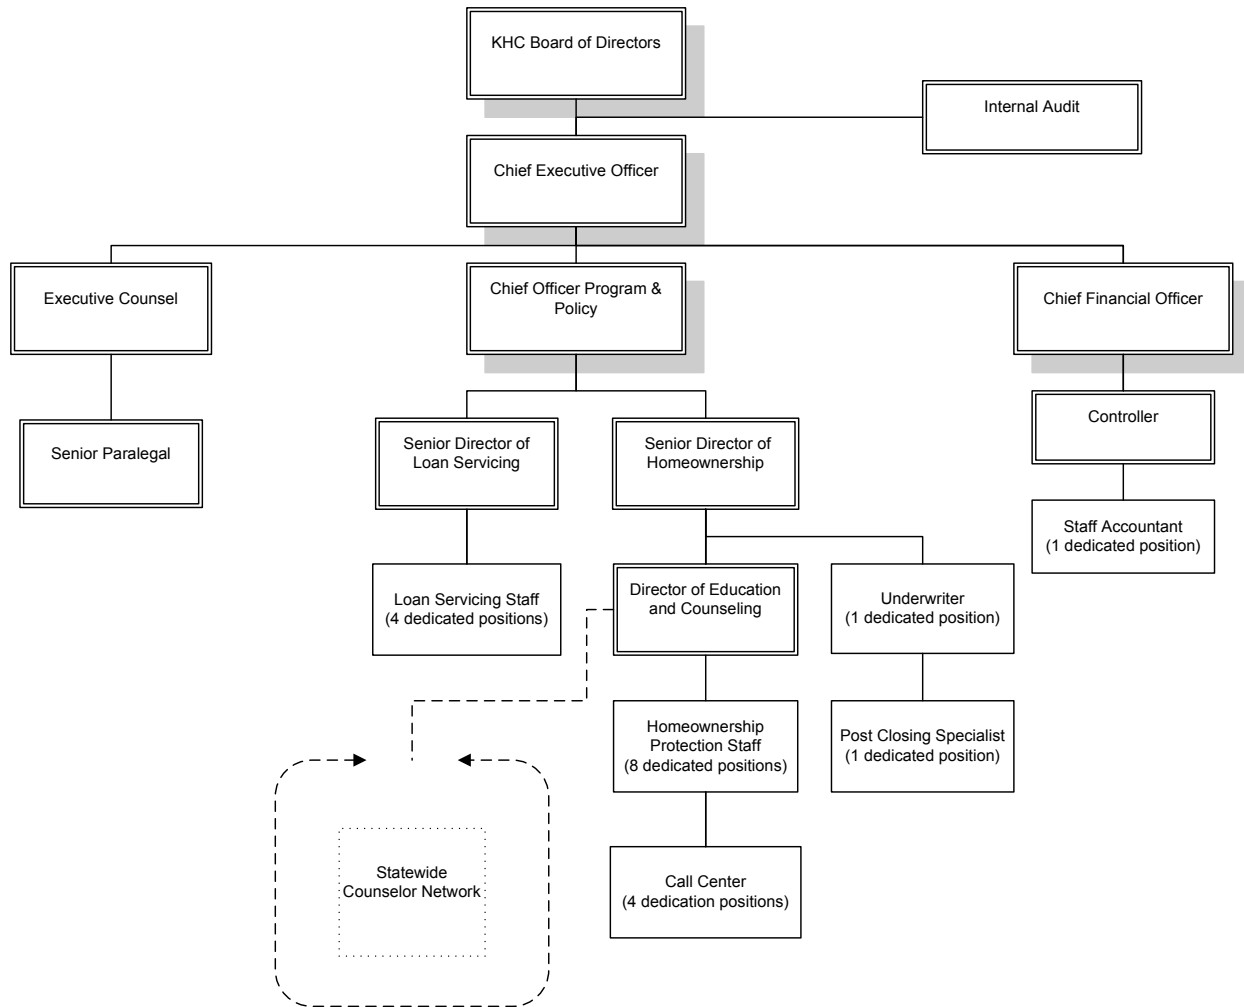 KHC Board of Directors
Internal Audit
Chief Executive Officer
Executive Counsel
Chief Officer Program &
Policy
Chief Financial Officer
Senior Paralegal
Senior Director of
Loan Servicing
Senior Director of
Homeownership
Controller
Staff Accountant
(1 dedicated position)
Loan Servicing Staff
(4 dedicated positions)
Director of Education
and Counseling
Underwriter
(1 dedicated position)
Homeownership
Protection Staff
(8 dedicated positions)
Post Closing Specialist
(1 dedicated position)
Statewide
Counselor Network
Call Center
(4 dedication positions)